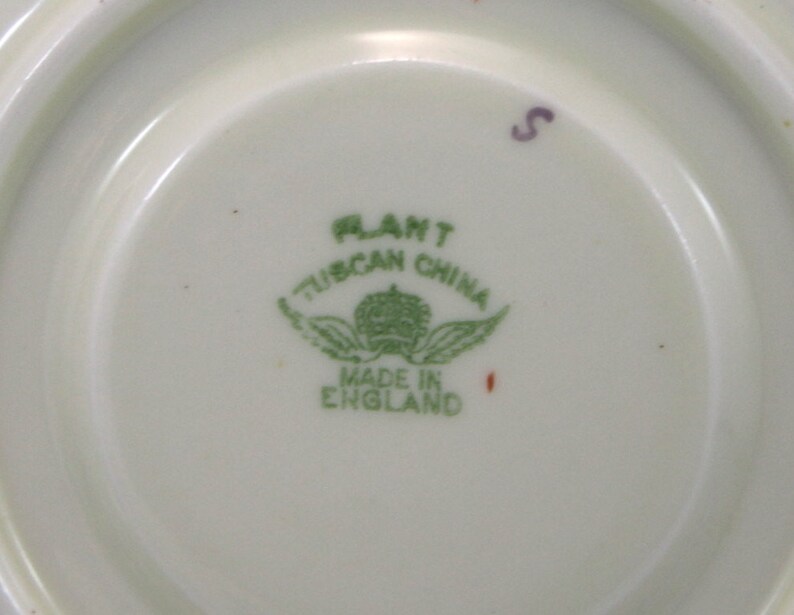 S
PLANT
TUSCAN CHINA
MADE IN
ENGLAND